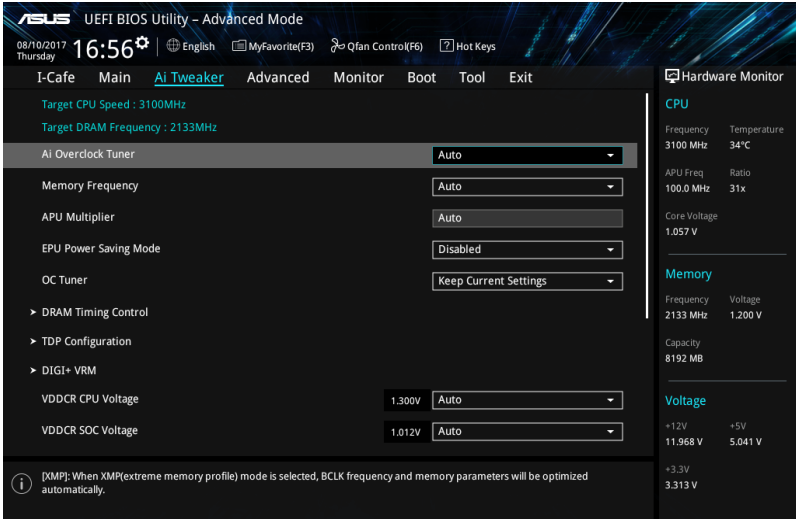 ASUS UEFI BIOS Utility – Advanced Mode
08/10/2017 Thursday 16:56 English MyFavorite(F3) Qfan Control(F6) ? Hot Keys
I-Cafe Main Ai Tweaker Advanced Monitor Boot Tool Exit
Target CPU Speed : 3100MHz
Target DRAM Frequency : 2133MHz
Ai Overclock Tuner Auto
Memory Frequency Auto
APU Multiplier Auto
EPU Power Saving Mode Disabled
OC Tuner Keep Current Settings
> DRAM Timing Control
> TDP Configuration
> DIGI+ VRM
VDDCR CPU Voltage 1.300V Auto
VDDCR SOC Voltage 1.012V Auto
[XMP]: When XMP(extreme memory profile) mode is selected, BCLK frequency and memory parameters will be optimized
automatically.
Hardware Monitor
CPU
Frequency Temperature
3100 MHz 34°C
APU Freq Ratio
100.0 MHz 31x
Core Voltage
1.057 V
Memory
Frequency Voltage
2133 MHz 1.200 V
Capacity
8192 MB
Voltage
+12V +5V
11.968 V 5.041 V
+3.3V
3.313 V